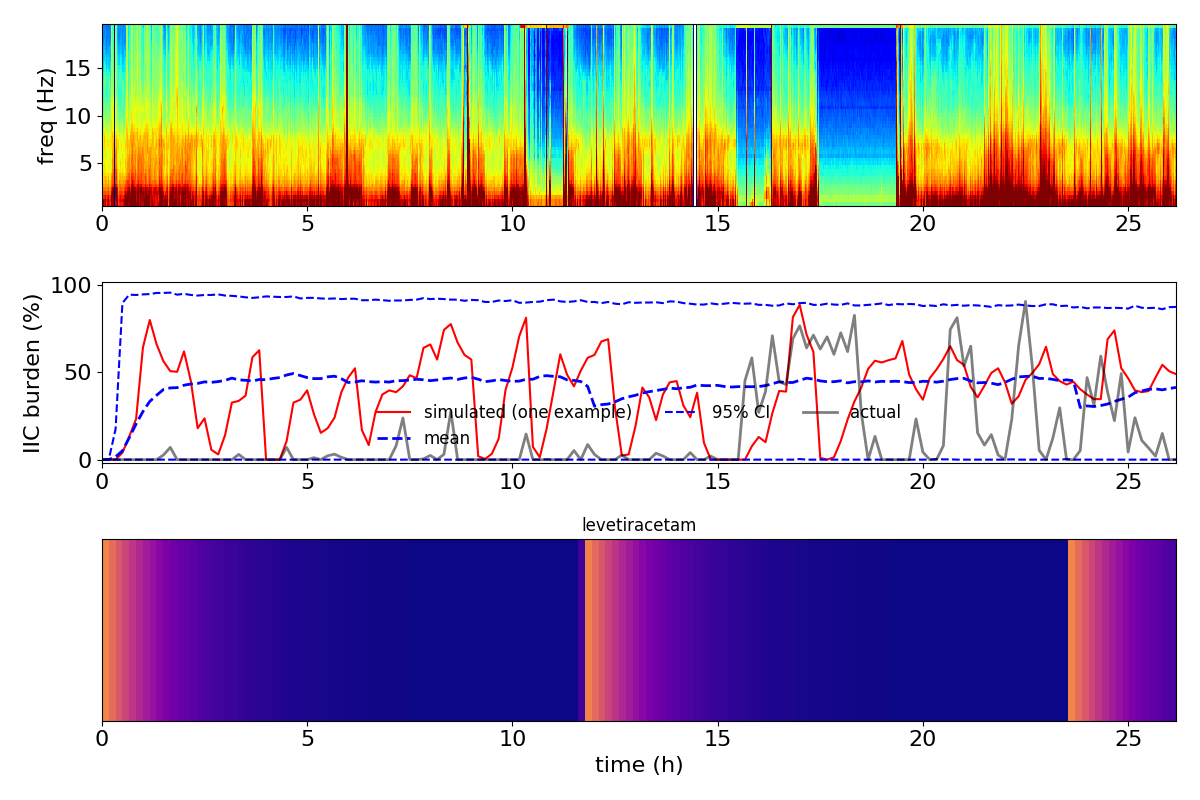 freq (Hz)
15
10
5
0 5 10 15 20 25
IIC burden (%)
100
50
0
simulated (one example) 95% CI actual
mean
0 5 10 15 20 25
levetiracetam
0 5 10 15 20 25
time (h)